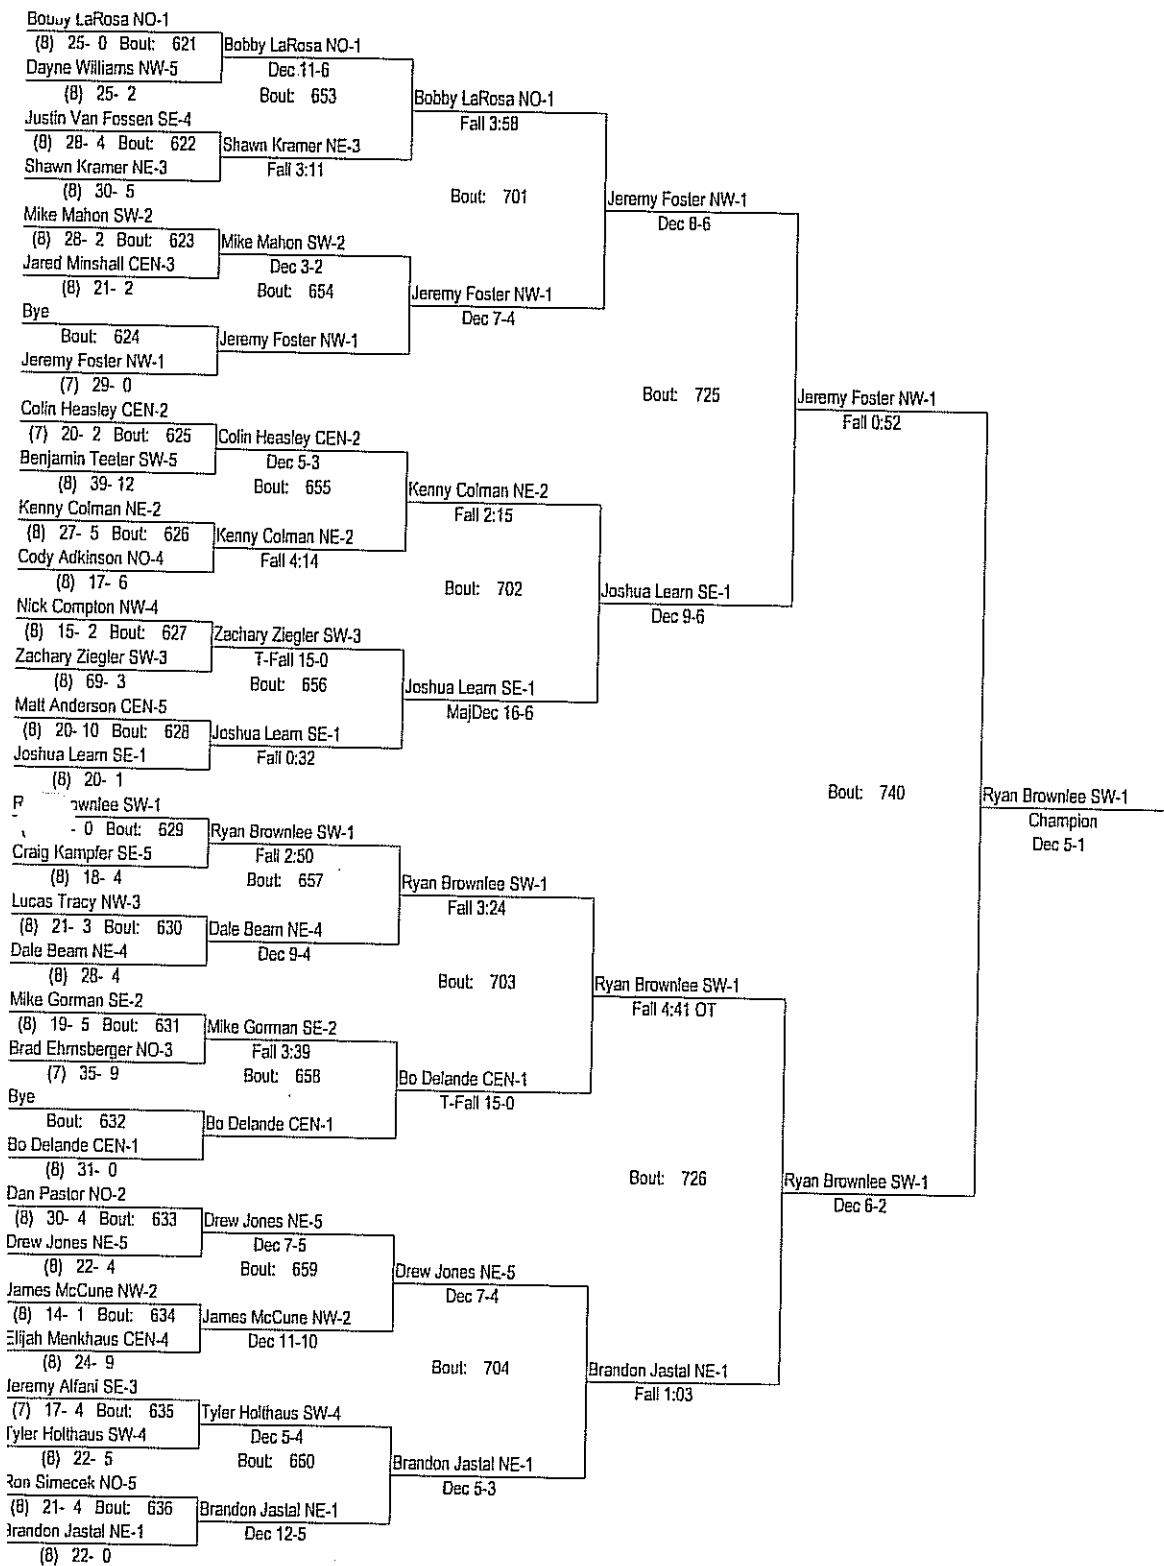 Bobby LaRosa NO-1
(8) 25- 0 Bout: 621
Dayne Williams NW-5
(8) 25- 2
Justin Van Fossen SE-4
(8) 28- 4 Bout: 622
Shawn Kramer NE-3
(8) 30- 5
Mike Mahon SW-2
(8) 28- 2 Bout: 623
Jared Minshall CEN-3
(8) 21- 2
Bye
Bout: 624
Jeremy Foster NW-1
(7) 29- 0
Colin Heasley CEN-2
(7) 20- 2 Bout: 625
Benjamin Teeter SW-5
(8) 39- 12
Kenny Colman NE-2
(8) 27- 5 Bout: 626
Cody Adkinson NO-4
(8) 17- 6
Nick Compton NW-4
(8) 15- 2 Bout: 627
Zachary Ziegler SW-3
(8) 69- 3
Matt Anderson CEN-5
(8) 20- 10 Bout: 628
Joshua Learn SE-1
(8) 20- 1
R wnlee SW-1
- 0 Bout: 629
Craig Kampfer SE-5
(8) 18- 4
Lucas Tracy NW-3
(8) 21- 3 Bout: 630
Dale Beam NE-4
(8) 28- 4
Mike Gorman SE-2
(8) 19- 5 Bout: 631
Brad Ehrnsberger NO-3
(7) 35- 9
Bye
Bout: 632
Bo Delande CEN-1
(8) 31- 0
Dan Pastor NO-2
(8) 30- 4 Bout: 633
Drew Jones NE-5
(8) 22- 4
James McCune NW-2
(8) 14- 1 Bout: 634
Elijah Menkhaus CEN-4
(8) 24- 9
Jeremy Alfani SE-3
(7) 17- 4 Bout: 635
Tyler Holthaus SW-4
(8) 22- 5
Ron Simecek NO-5
(8) 21- 4 Bout: 636
Brandon Jastal NE-1
(8) 22- 0
Bobby LaRosa NO-1
Dec 11-6
Bout: 653
Shawn Kramer NE-3
Fall 3:11
Mike Mahon SW-2
Dec 3-2
Bout: 654
Jeremy Foster NW-1
Colin Heasley CEN-2
Dec 5-3
Bout: 655
Kenny Colman NE-2
Fall 4:14
Zachary Ziegler SW-3
T-Fall 15-0
Bout: 656
Joshua Learn SE-1
Fall 0:32
Ryan Brownlee SW-1
Fall 2:50
Bout: 657
Dale Beam NE-4
Dec 9-4
Mike Gorman SE-2
Fall 3:39
Bout: 658
Bo Delande CEN-1
Drew Jones NE-5
Dec 7-5
Bout: 659
James McCune NW-2
Dec 11-10
Tyler Holthaus SW-4
Dec 5-4
Bout: 660
Brandon Jastal NE-1
Dec 12-5
Bobby LaRosa NO-1
Fall 3:58
Bout: 701
Jeremy Foster NW-1
Dec 7-4
Kenny Colman NE-2
Fall 2:15
Bout: 702
Joshua Learn SE-1
MajDec 16-6
Ryan Brownlee SW-1
Fall 3:24
Bout: 703
Bo Delande CEN-1
T-Fall 15-0
Drew Jones NE-5
Dec 7-4
Bout: 704
Brandon Jastal NE-1
Dec 5-3
Jeremy Foster NW-1
Dec 8-6
Bout: 725
Joshua Learn SE-1
Dec 9-6
Ryan Brownlee SW-1
Fall 4:41 OT
Bout: 726
Brandon Jastal NE-1
Fall 1:03
Jeremy Foster NW-1
Fall 0:52
Bout: 740
Ryan Brownlee SW-1
Dec 6-2
Ryan Brownlee SW-1
Champion
Dec 5-1